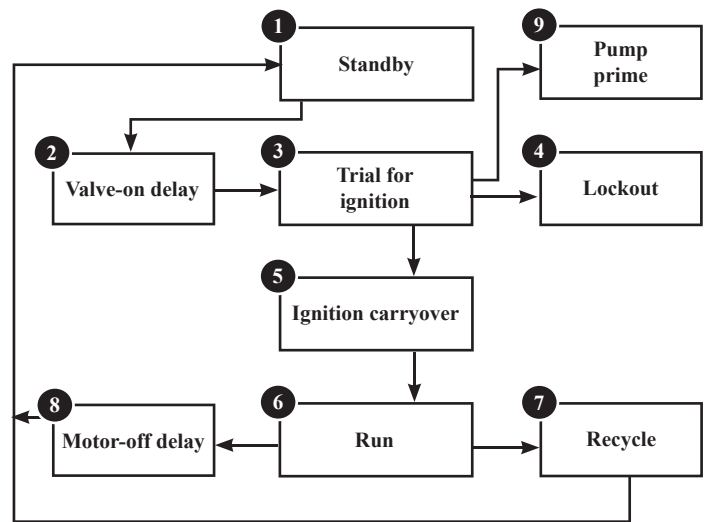 1
Standby
9
Pump
prime
2
Valve-on delay
3
Trial for
ignition
4
Lockout
5
Ignition carryover
8
Motor-off delay
6
Run
7
Recycle